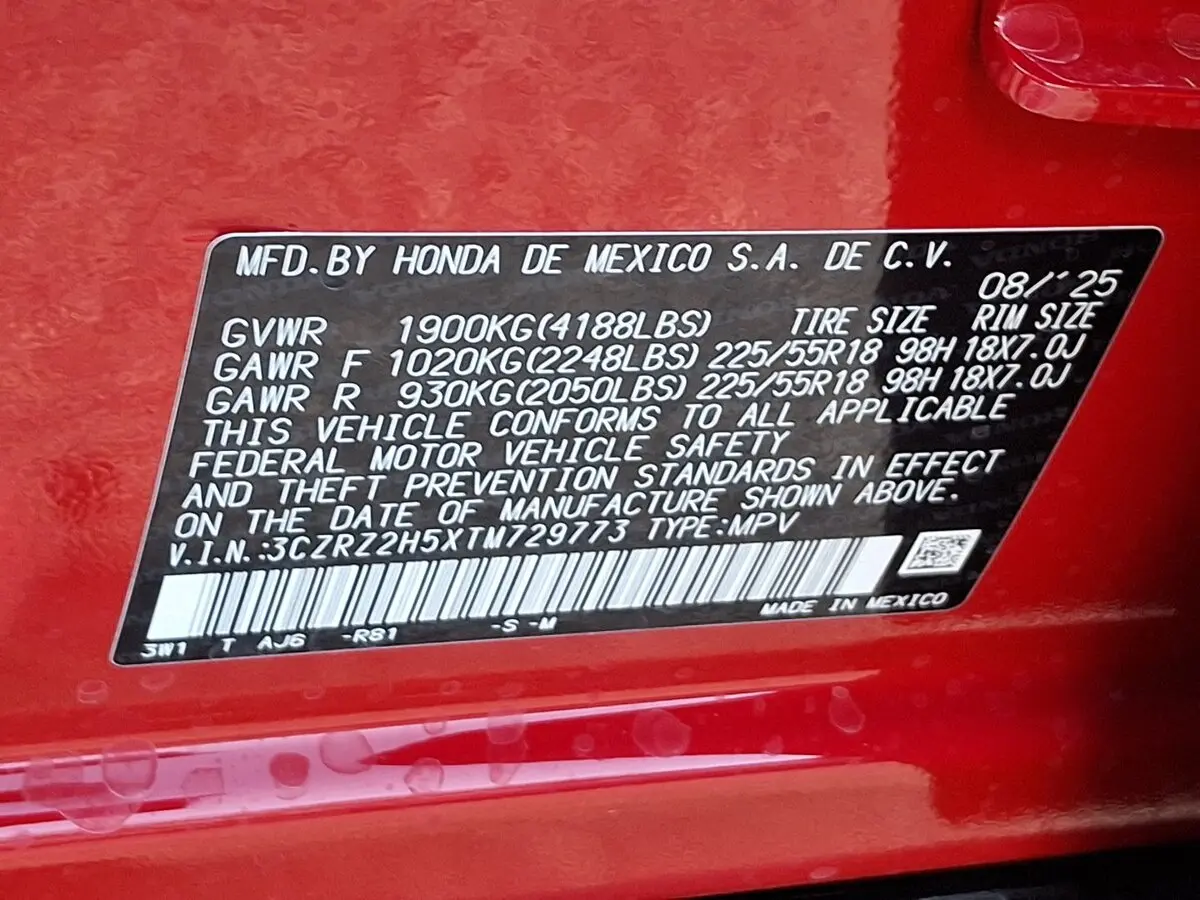 MFD.BY HONDA DE MEXICO S.A. DE C.V.
08/'25
GVWR 1900KG(4188LBS) TIRE SIZE RIM SIZE
GAWR F 1020KG(2248LBS) 225/55R18 98H 18X7.0J
GAWR R 930KG(2050LBS) 225/55R18 98H 18X7.0J
THIS VEHICLE CONFORMS TO ALL APPLICABLE
FEDERAL MOTOR VEHICLE SAFETY
AND THEFT PREVENTION STANDARDS IN EFFECT
ON THE DATE OF MANUFACTURE SHOWN ABOVE.
V.I.N.:3CZRZ2H5XTM729773 TYPE:MPV
MADE IN MEXICO
3W1 T AJ6 -R81 -S -M